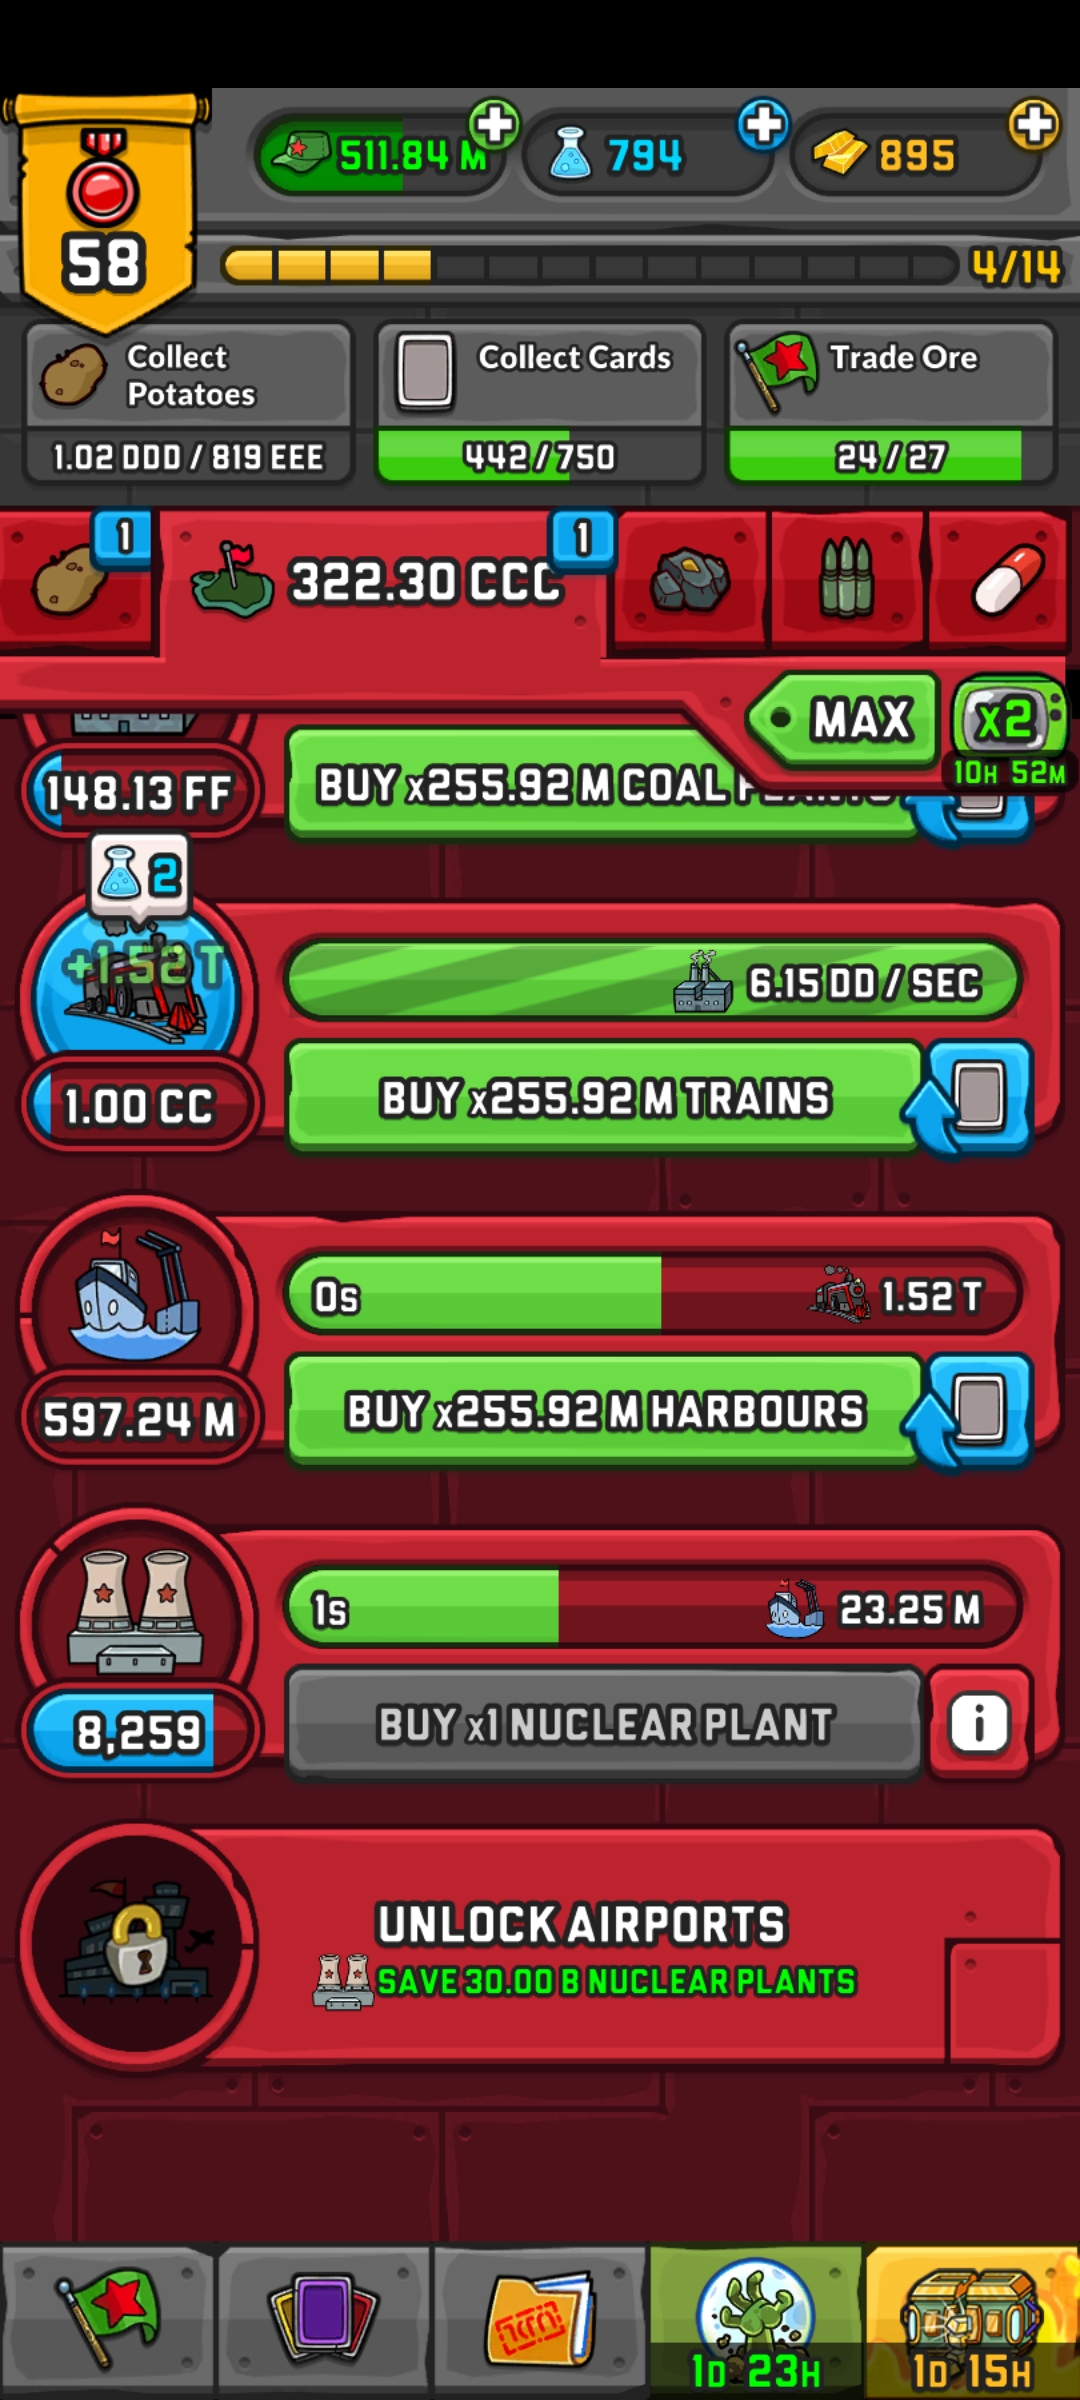 511.84 M
794
895
58
4/14
Collect
Potatoes
Collect Cards
Trade Ore
1.02 DDD / 819 EEE
442 / 750
24 / 27
1
1
322.30 CCC
MAX
x2
10H 52M
148.13 FF
BUY x255.92 M COAL PLANTS
2
+1.52 T
6.15 DD / SEC
1.00 CC
BUY x255.92 M TRAINS
0s
1.52 T
597.24 M
BUY x255.92 M HARBOURS
1s
23.25 M
8,259
BUY x1 NUCLEAR PLANT
i
UNLOCK AIRPORTS
SAVE 30.00 B NUCLEAR PLANTS
1D 23H
1D 15H